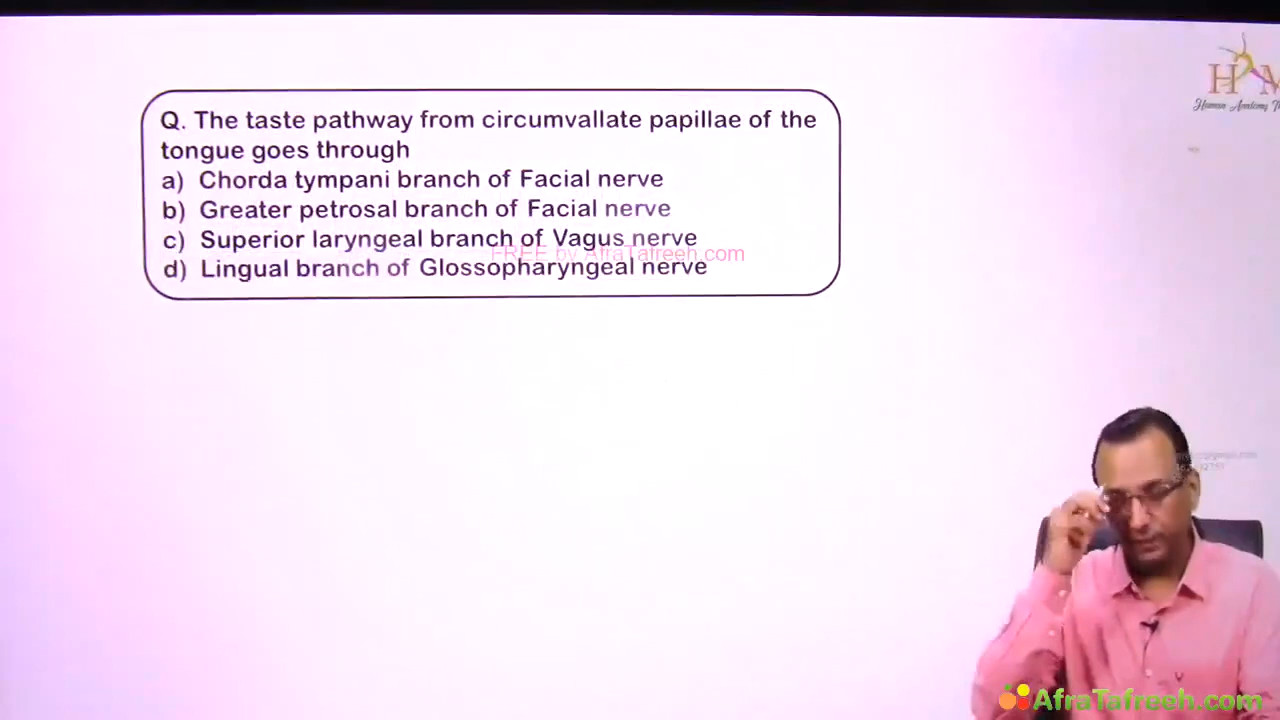 Q. The taste pathway from circumvallate papillae of the
tongue goes through
a) Chorda tympani branch of Facial nerve
b) Greater petrosal branch of Facial nerve
c) Superior laryngeal branch of Vagus nerve
d) Lingual branch of Glossopharyngeal nerve
FREE by AfraTafreeh.com
Human Anatomy
AfraTafreeh.com